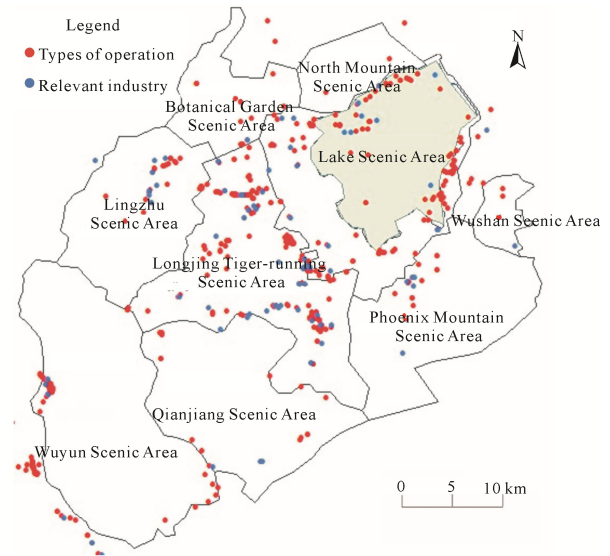 Legend
Types of operation
Relevant industry
N
North Mountain
Scenic Area
Botanical Garden
Scenic Area
Lake Scenic Area
Lingzhu
Scenic Area
Wushan Scenic Area
Longjing Tiger-running
Scenic Area
Phoenix Mountain
Scenic Area
Qianjiang Scenic Area
Wuyun Scenic Area
0 5 10 km